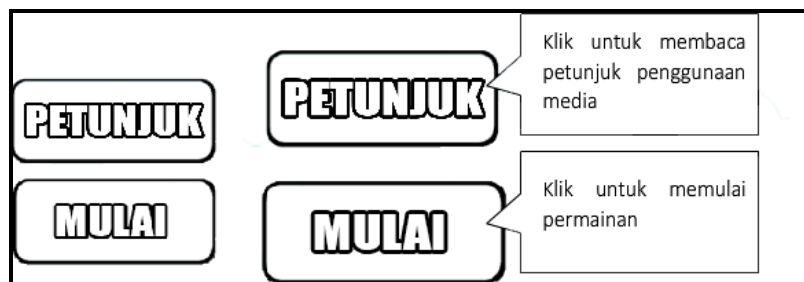 PETUNJUK
MULAI
PETUNJUK
Klik untuk membaca
petunjuk penggunaan
media
MULAI
Klik untuk memulai
permainan